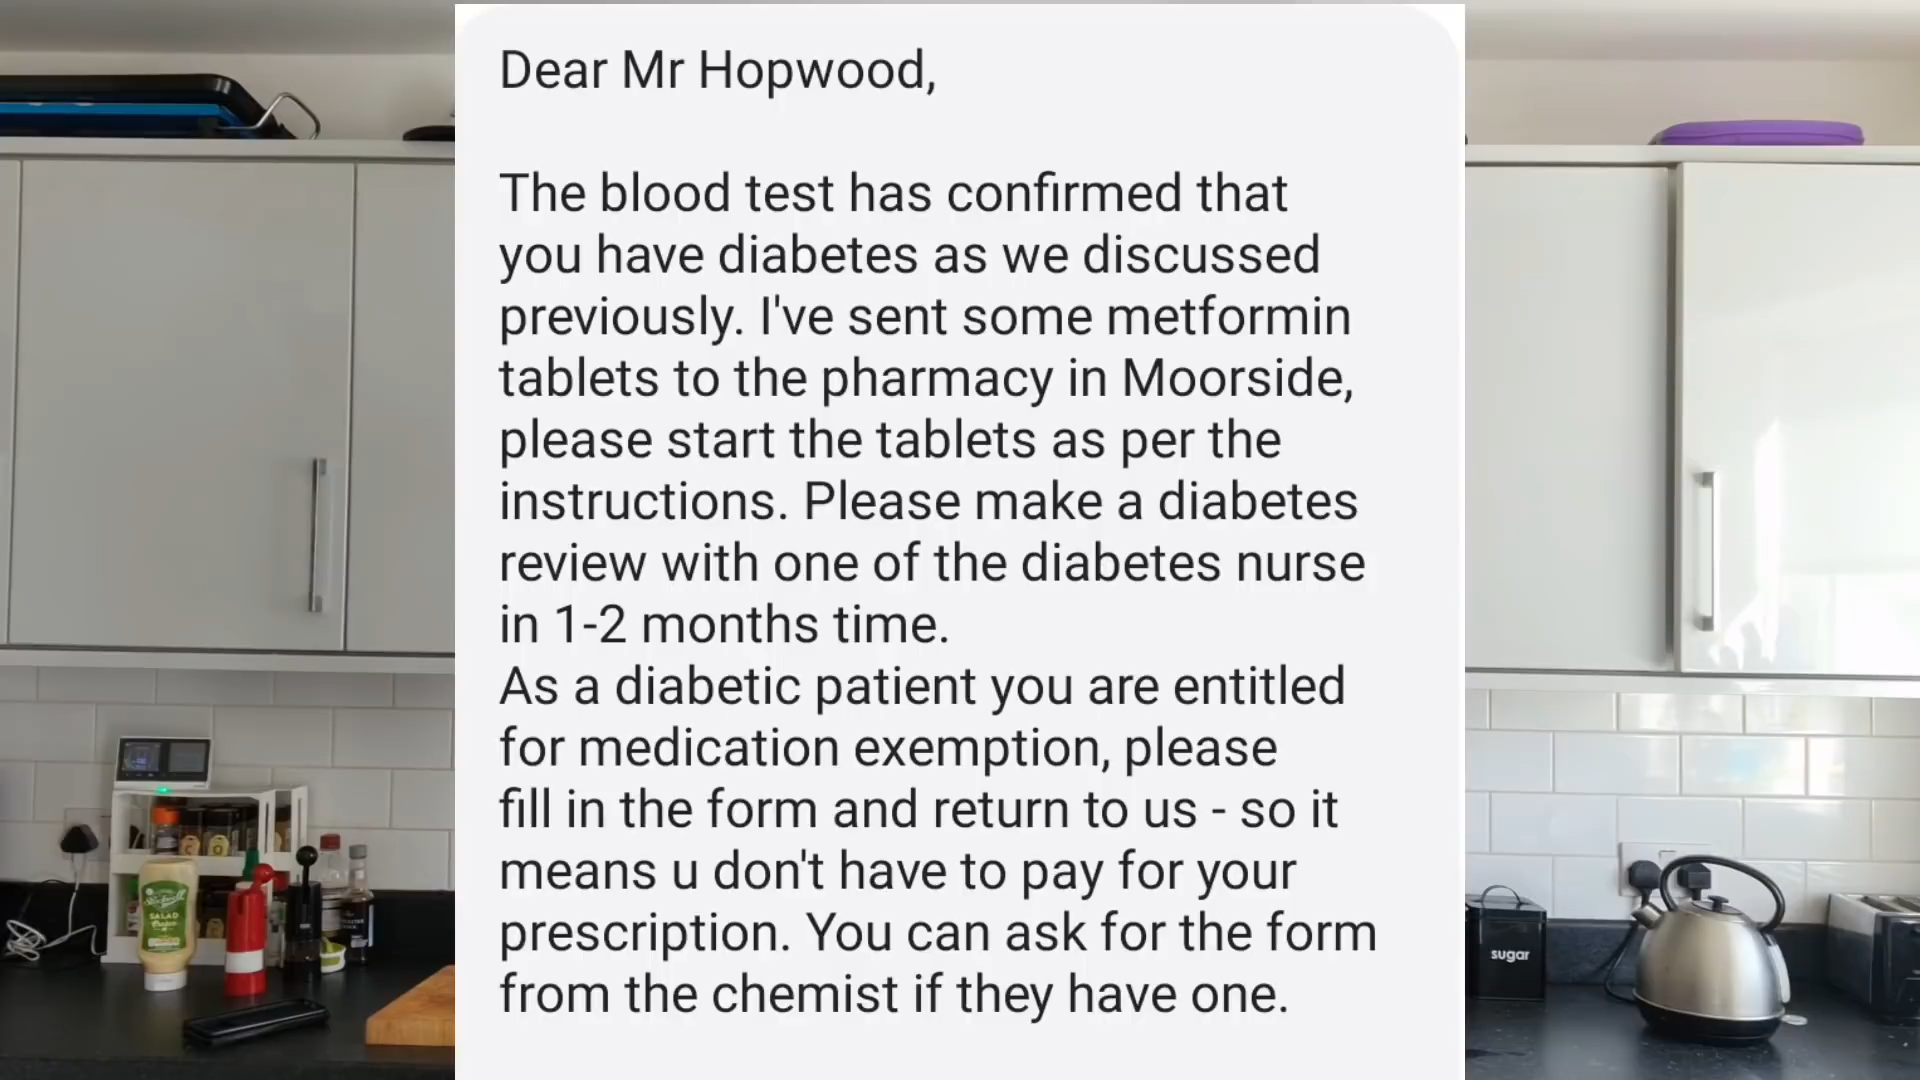 Dear Mr Hopwood,
The blood test has confirmed that
you have diabetes as we discussed
previously. I've sent some metformin
tablets to the pharmacy in Moorside,
please start the tablets as per the
instructions. Please make a diabetes
review with one of the diabetes nurse
in 1-2 months time.
As a diabetic patient you are entitled
for medication exemption, please
fill in the form and return to us - so it
means u don't have to pay for your
prescription. You can ask for the form
from the chemist if they have one.
SALAD
sugar